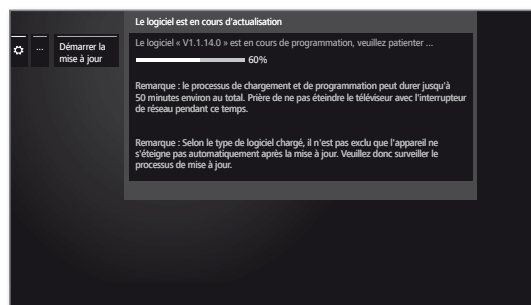 Le logiciel est en cours d'actualisation
... Démarrer la
mise à jour
Le logiciel « V1.1.14.0 » est en cours de programmation, veuillez patienter ...
60%
Remarque : le processus de chargement et de programmation peut durer jusqu'à
50 minutes environ au total. Prière de ne pas éteindre le téléviseur avec l'interrupteur
de réseau pendant ce temps.
Remarque : Selon le type de logiciel chargé, il n'est pas exclu que l'appareil ne
s'éteigne pas automatiquement après la mise à jour. Veuillez donc surveiller le
processus de mise à jour.